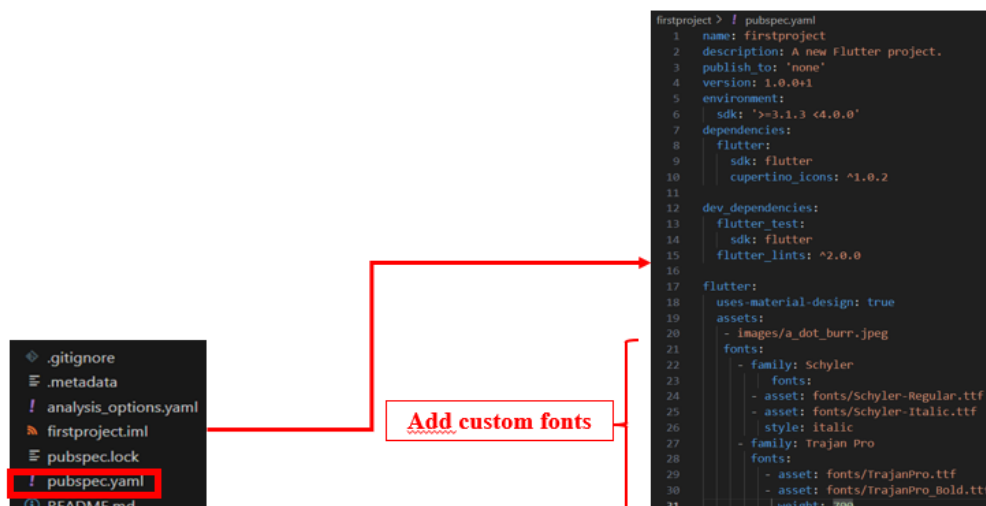 firstproject > ! pubspec.yaml
1 name: firstproject
2 description: A new Flutter project.
3 publish_to: 'none'
4 version: 1.0.0+1
5 environment:
6 sdk: '>=3.1.3 <4.0.0'
7 dependencies:
8 flutter:
9 sdk: flutter
10 cupertino_icons: ^1.0.2
11
12 dev_dependencies:
13 flutter_test:
14 sdk: flutter
15 flutter_lints: ^2.0.0
16
17 flutter:
18 uses-material-design: true
19 assets:
20 - images/a_dot_burr.jpeg
21 fonts:
22 - family: Schyler
23 fonts:
24 - asset: fonts/Schyler-Regular.ttf
25 - asset: fonts/Schyler-Italic.ttf
26 style: italic
27 - family: Trajan Pro
28 fonts:
29 - asset: fonts/TrajanPro.ttf
30 - asset: fonts/TrajanPro_Bold.tt
31 weight: 700
.gitignore
.metadata
! analysis_options.yaml
firstproject.iml
pubspec.lock
! pubspec.yaml
README.md
Add custom fonts